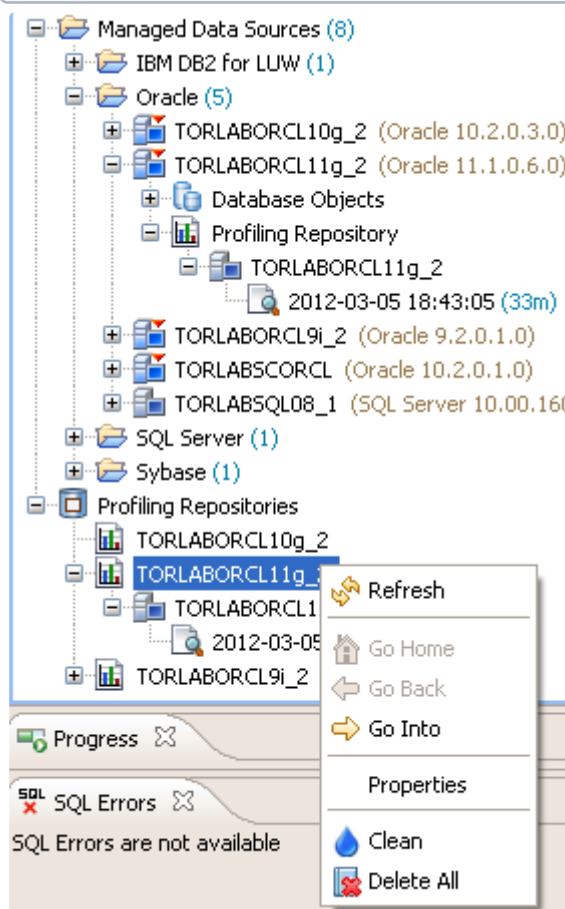 Managed Data Sources (8)
IBM DB2 for LUW (1)
Oracle (5)
TORLABORCL10g_2 (Oracle 10.2.0.3.0)
TORLABORCL11g_2 (Oracle 11.1.0.6.0)
Database Objects
Profiling Repository
TORLABORCL11g_2
2012-03-05 18:43:05 (33m)
TORLABORCL9i_2 (Oracle 9.2.0.1.0)
TORLABSCORCL (Oracle 10.2.0.1.0)
TORLABSQL08_1 (SQL Server 10.00.160
SQL Server (1)
Sybase (1)
Profiling Repositories
TORLABORCL10g_2
TORLABORCL11g_2
TORLABORCL1
2012-03-05
TORLABORCL9i_2
Refresh
Go Home
Go Back
Go Into
Properties
Clean
Delete All
Progress
SQL SQL Errors
SQL Errors are not available